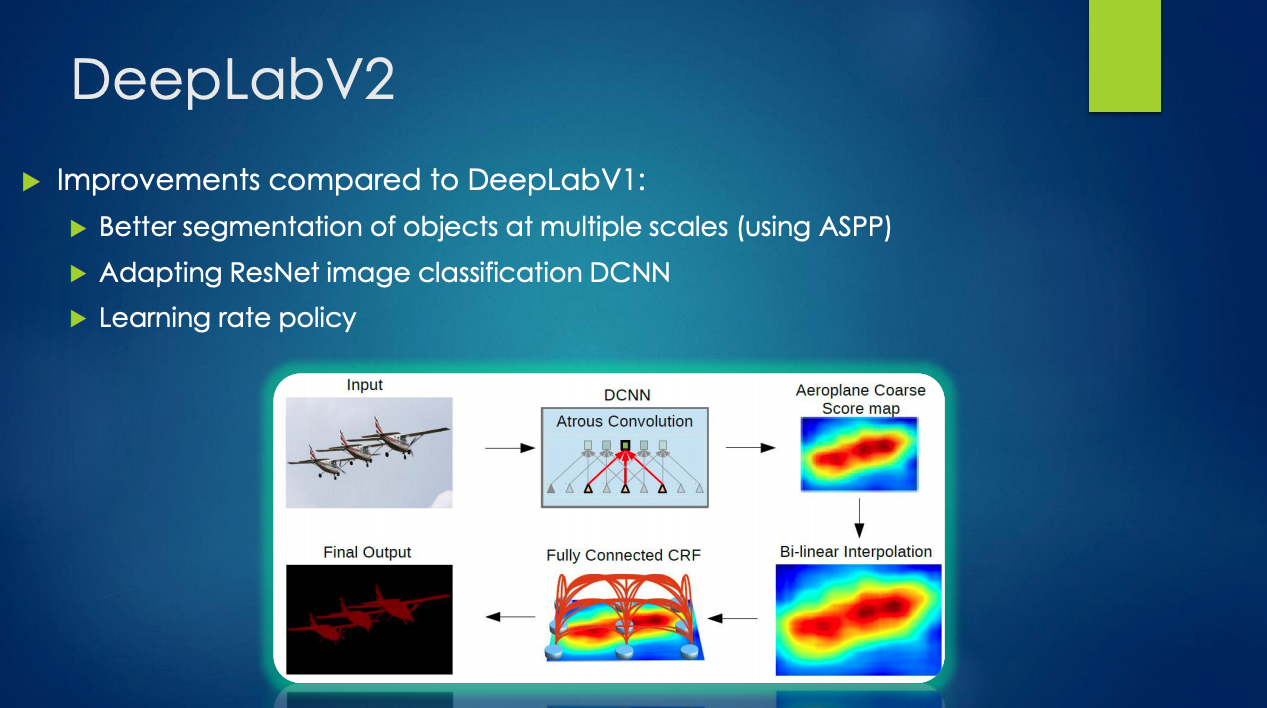 DeepLabV2
Improvements compared to DeepLabV1:
Better segmentation of objects at multiple scales (using ASPP)
Adapting ResNet image classification DCNN
Learning rate policy
Input
DCNN
Atrous Convolution
Aeroplane Coarse
Score map
Final Output
Fully Connected CRF
Bi-linear Interpolation